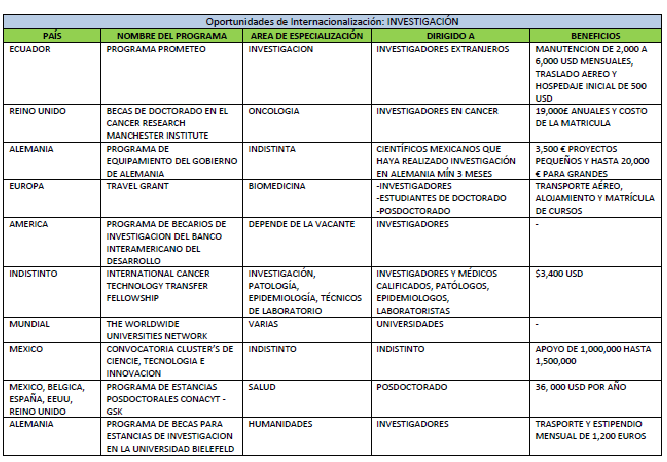 Oportunidades de Internacionalización: INVESTIGACIÓN
PAÍS NOMBRE DEL PROGRAMA AREA DE ESPECIALIZACIÓN DIRIGIDO A BENEFICIOS
ECUADOR PROGRAMA PROMETEO INVESTIGACION INVESTIGADORES EXTRANJEROS MANUTENCION DE 2,000 A
6,000 USD MENSUALES,
TRASLADO AEREO Y
HOSPEDAJE INICIAL DE 500
USD
REINO UNIDO BECAS DE DOCTORADO EN EL ONCOLOGIA INVESTIGADORES EN CANCER 19,000£ ANUALES Y COSTO
CANCER RESEARCH DE LA MATRICULA
MANCHESTER INSTITUTE
ALEMANIA PROGRAMA DE INDISTINTA CIENTÍFICOS MEXICANOS QUE 3,500 € PROYECTOS
EQUIPAMIENTO DEL GOBIERNO HAYA REALIZADO INVESTIGACIÓN PEQUEÑOS Y HASTA 20,000
DE ALEMANIA EN ALEMANIA MÍN 3 MESES € PARA GRANDES
EUROPA TRAVEL GRANT BIOMEDICINA -INVESTIGADORES TRANSPORTE AÉREO,
-ESTUDIANTES DE DOCTORADO ALOJAMIENTO Y MATRÍCULA
-POSDOCTORADO DE CURSOS
AMERICA PROGRAMA DE BECARIOS DE DEPENDE DE LA VACANTE INVESTIGADORES -
INVESTIGACION DEL BANCO
INTERAMERICANO DEL
DESARROLLO
INDISTINTO INTERNATIONAL CANCER INVESTIGACIÓN, INVESTIGADORES Y MÉDICOS $3,400 USD
TECHNOLOGY TRANSFER PATOLOGÍA, CALIFICADOS, PATÓLOGOS,
FELLOWSHIP EPIDEMIOLOGÍA, TÉCNICOS EPIDEMIOLOGOS,
DE LABORATORIO LABORATORISTAS
MUNDIAL THE WORLDWIDE VARIAS UNIVERSIDADES -
UNIVERSITIES NETWORK
MEXICO CONVOCATORIA CLUSTER'S DE INDISTINTO INDISTINTO APOYO DE 1,000,000 HASTA
CIENCIE, TECNOLOGIA E 1,500,000
INNOVACION
MEXICO, BELGICA, PROGRAMA DE ESTANCIAS SALUD POSDOCTORADO 36, 000 USD POR AÑO
ESPAÑA, EEUU, POSDOCTORALES CONACYT -
REINO UNIDO GSK
ALEMANIA PROGRAMA DE BECAS PARA HUMANIDADES INVESTIGADORES TRASPORTE Y ESTIPENDIO
ESTANCIAS DE INVESTIGACION MENSUAL DE 1,200 EUROS
EN LA UNIVERSIDAD BIELEFELD